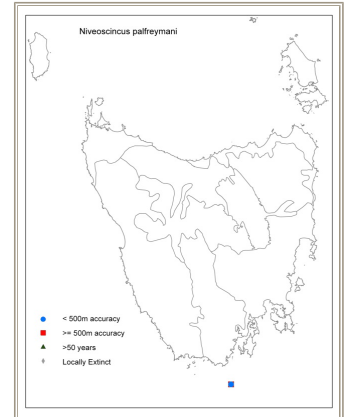 Niveoscincus palfreymani
< 500m accuracy
>= 500m accuracy
>50 years
Locally Extinct